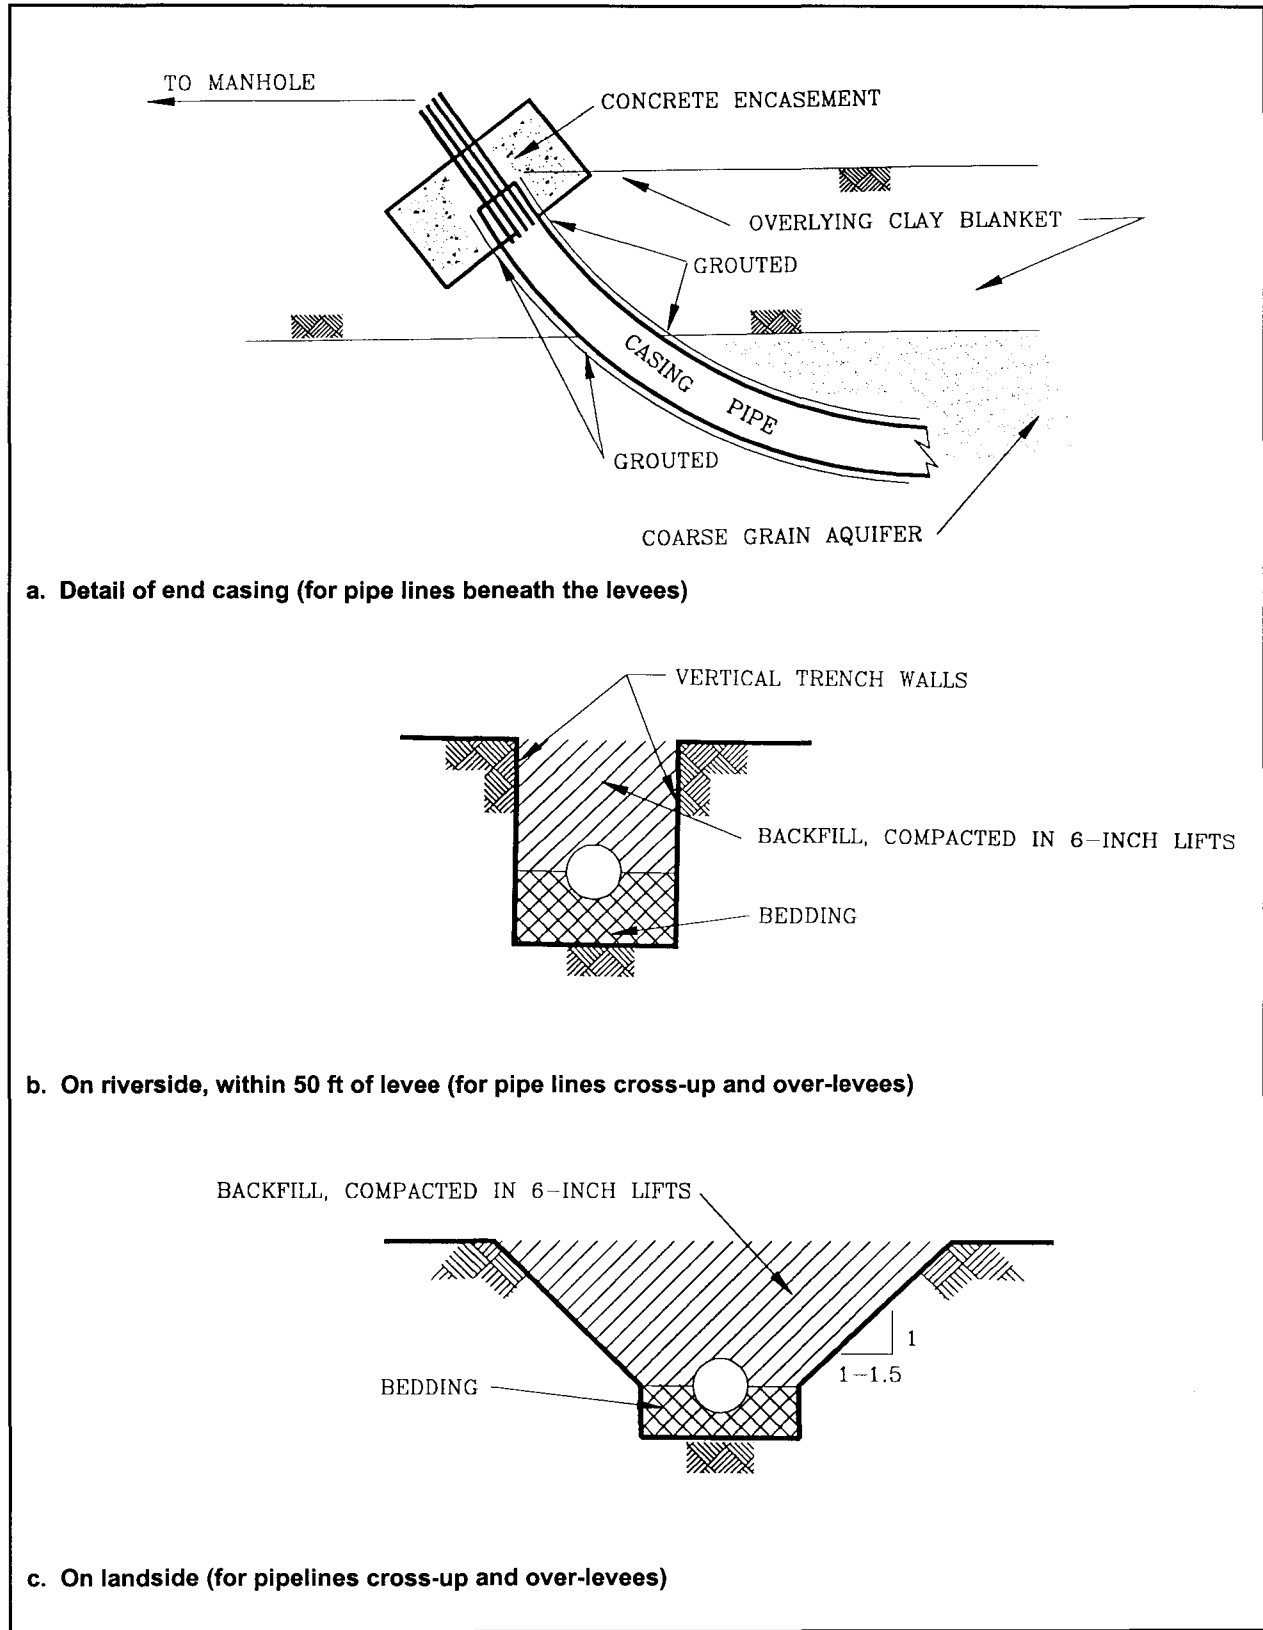 TO MANHOLE
CONCRETE ENCASEMENT
OVERLYING CLAY BLANKET
GROUTED
CASING PIPE
GROUTED
COARSE GRAIN AQUIFER
a. Detail of end casing (for pipe lines beneath the levees)
VERTICAL TRENCH WALLS
BACKFILL, COMPACTED IN 6-INCH LIFTS
BEDDING
b. On riverside, within 50 ft of levee (for pipe lines cross-up and over-levees)
BACKFILL, COMPACTED IN 6-INCH LIFTS
1
1-1.5
BEDDING
c. On landside (for pipelines cross-up and over-levees)